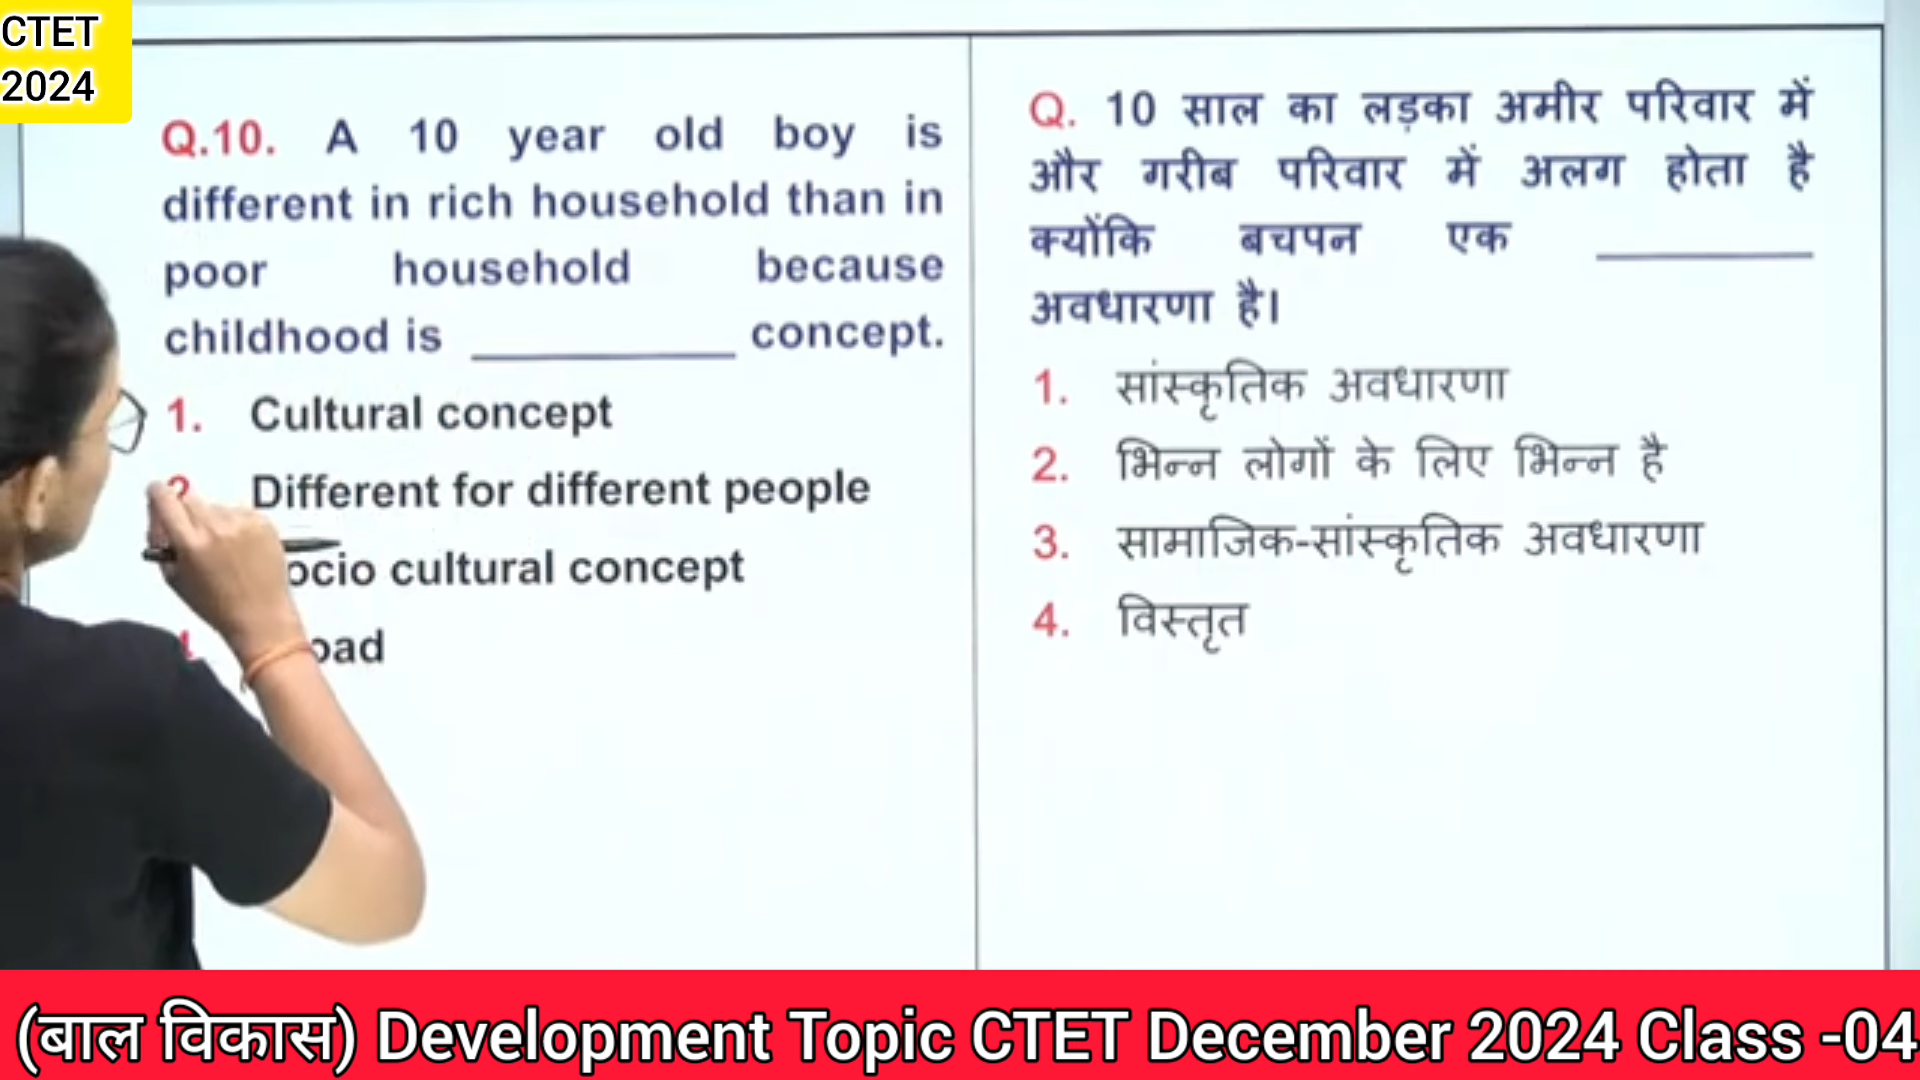 CTET
2024
Q.10. A 10 year old boy is
different in rich household than in
poor household because
childhood is ____________ concept.
1. Cultural concept
2 Different for different people
ocio cultural concept
oad
Q. 10 साल का लड़का अमीर परिवार में
और गरीब परिवार में अलग होता है
क्योंकि बचपन एक __________
अवधारणा है।
1. सांस्कृतिक अवधारणा
2. भिन्न लोगों के लिए भिन्न है
3. सामाजिक-सांस्कृतिक अवधारणा
4. विस्तृत
(बाल विकास) Development Topic CTET December 2024 Class -04